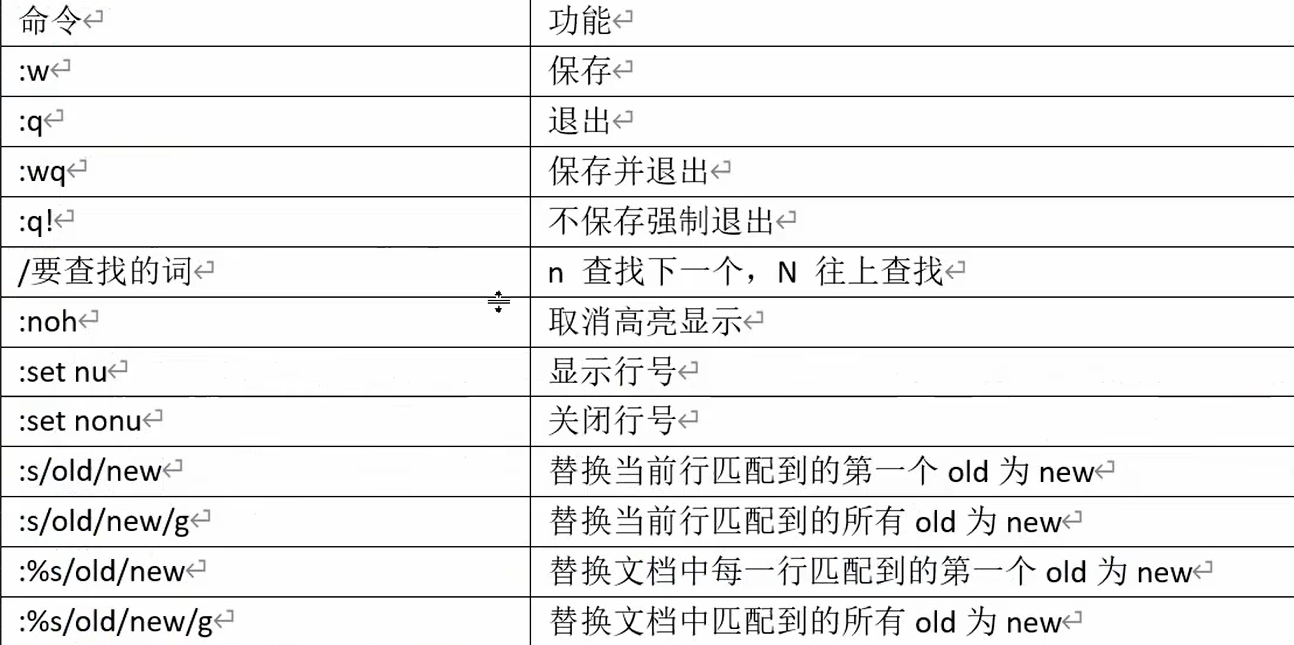 命令 功能
:w 保存
:q 退出
:wq 保存并退出
:q! 不保存强制退出
/要查找的词 n 查找下一个，N 往上查找
:noh 取消高亮显示
:set nu 显示行号
:set nonu 关闭行号
:s/old/new 替换当前行匹配到的第一个 old 为 new
:s/old/new/g 替换当前行匹配到的所有 old 为 new
:%s/old/new 替换文档中每一行匹配到的第一个 old 为 new
:%s/old/new/g 替换文档中匹配到的所有 old 为 new